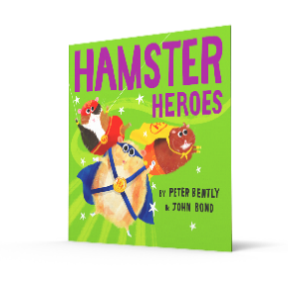 HAMSTER
HEROES
BY PETER BENTLY
& JOHN BOND